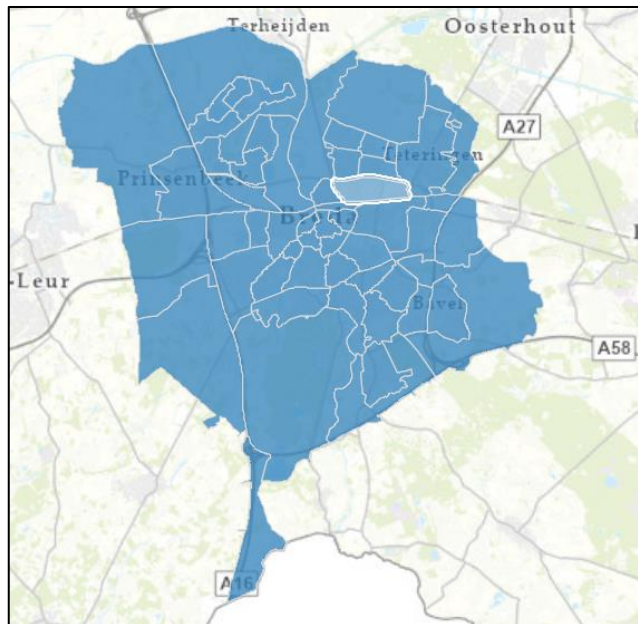 Terheijden
Oosterhout
A27
Teteringen
Prinsenbeek
Breda
-Leur
Bavel
A58
A16